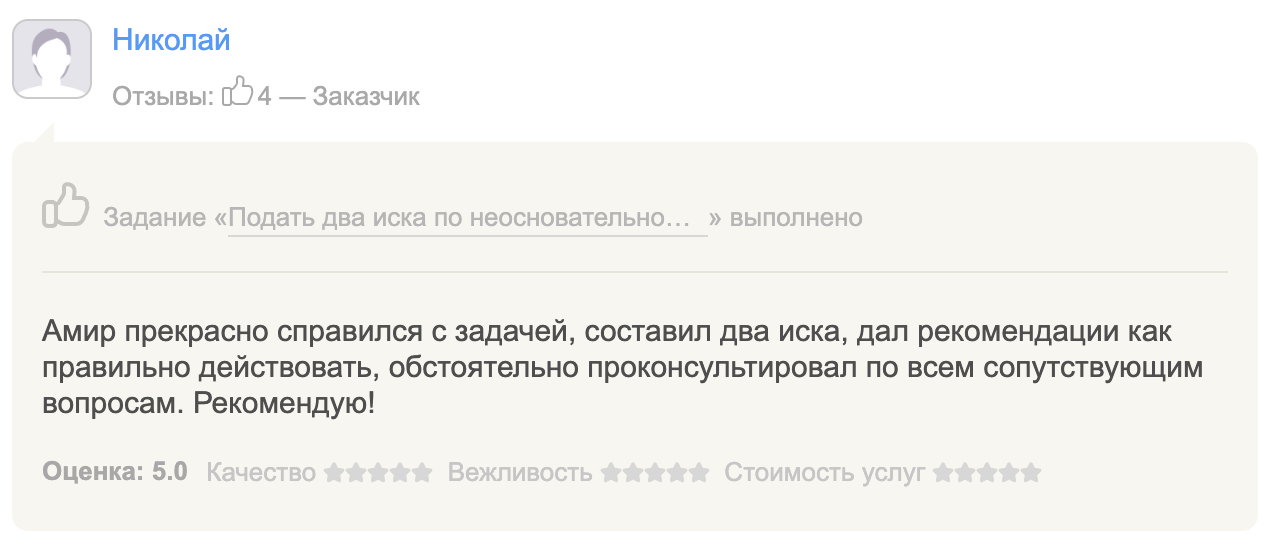 Николай
Отзывы: 4 — Заказчик
Задание «Подать два иска по неосновательно... » выполнено
Амир прекрасно справился с задачей, составил два иска, дал рекомендации как
правильно действовать, обстоятельно проконсультировал по всем сопутствующим
вопросам. Рекомендую!
Оценка: 5.0 Качество ★★★★★ Вежливость ★★★★★ Стоимость услуг ★★★★★